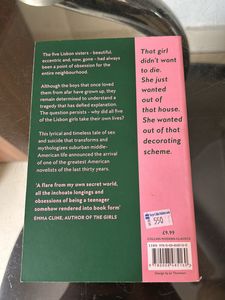 The five Lisbon sisters – beautiful,
eccentric and, now, gone – had always
been a point of obsession for the
entire neighbourhood.
Although the boys that once loved
them from afar have grown up, they
remain determined to understand a
tragedy that has defied explanation.
The question persists – why did all five
of the Lisbon girls take their own lives?
This lyrical and timeless tale of sex
and suicide that transforms and
mythologizes suburban middle-
American life announced the arrival
of one of the greatest American
novelists of the last thirty years.
'A flare from my own secret world,
all the inchoate longings and
obsessions of being a teenager
somehow rendered into book form'
EMMA CLINE, AUTHOR OF THE GIRLS
That girl
didn't want
to die.
She just
wanted out
of that
house. She
wanted out
of that
decorating
scheme.
550
£9.99